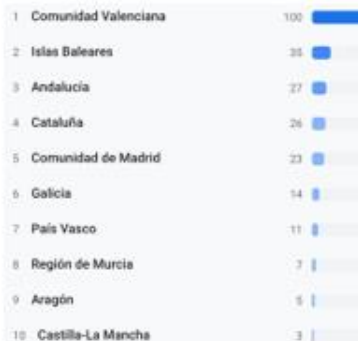 1 Comunidad Valenciana 100
2 Islas Baleares 35
3 Andalucía 27
4 Cataluña 26
5 Comunidad de Madrid 23
6 Galicia 14
7 País Vasco 11
8 Región de Murcia 7
9 Aragón 5
10 Castilla-La Mancha 3